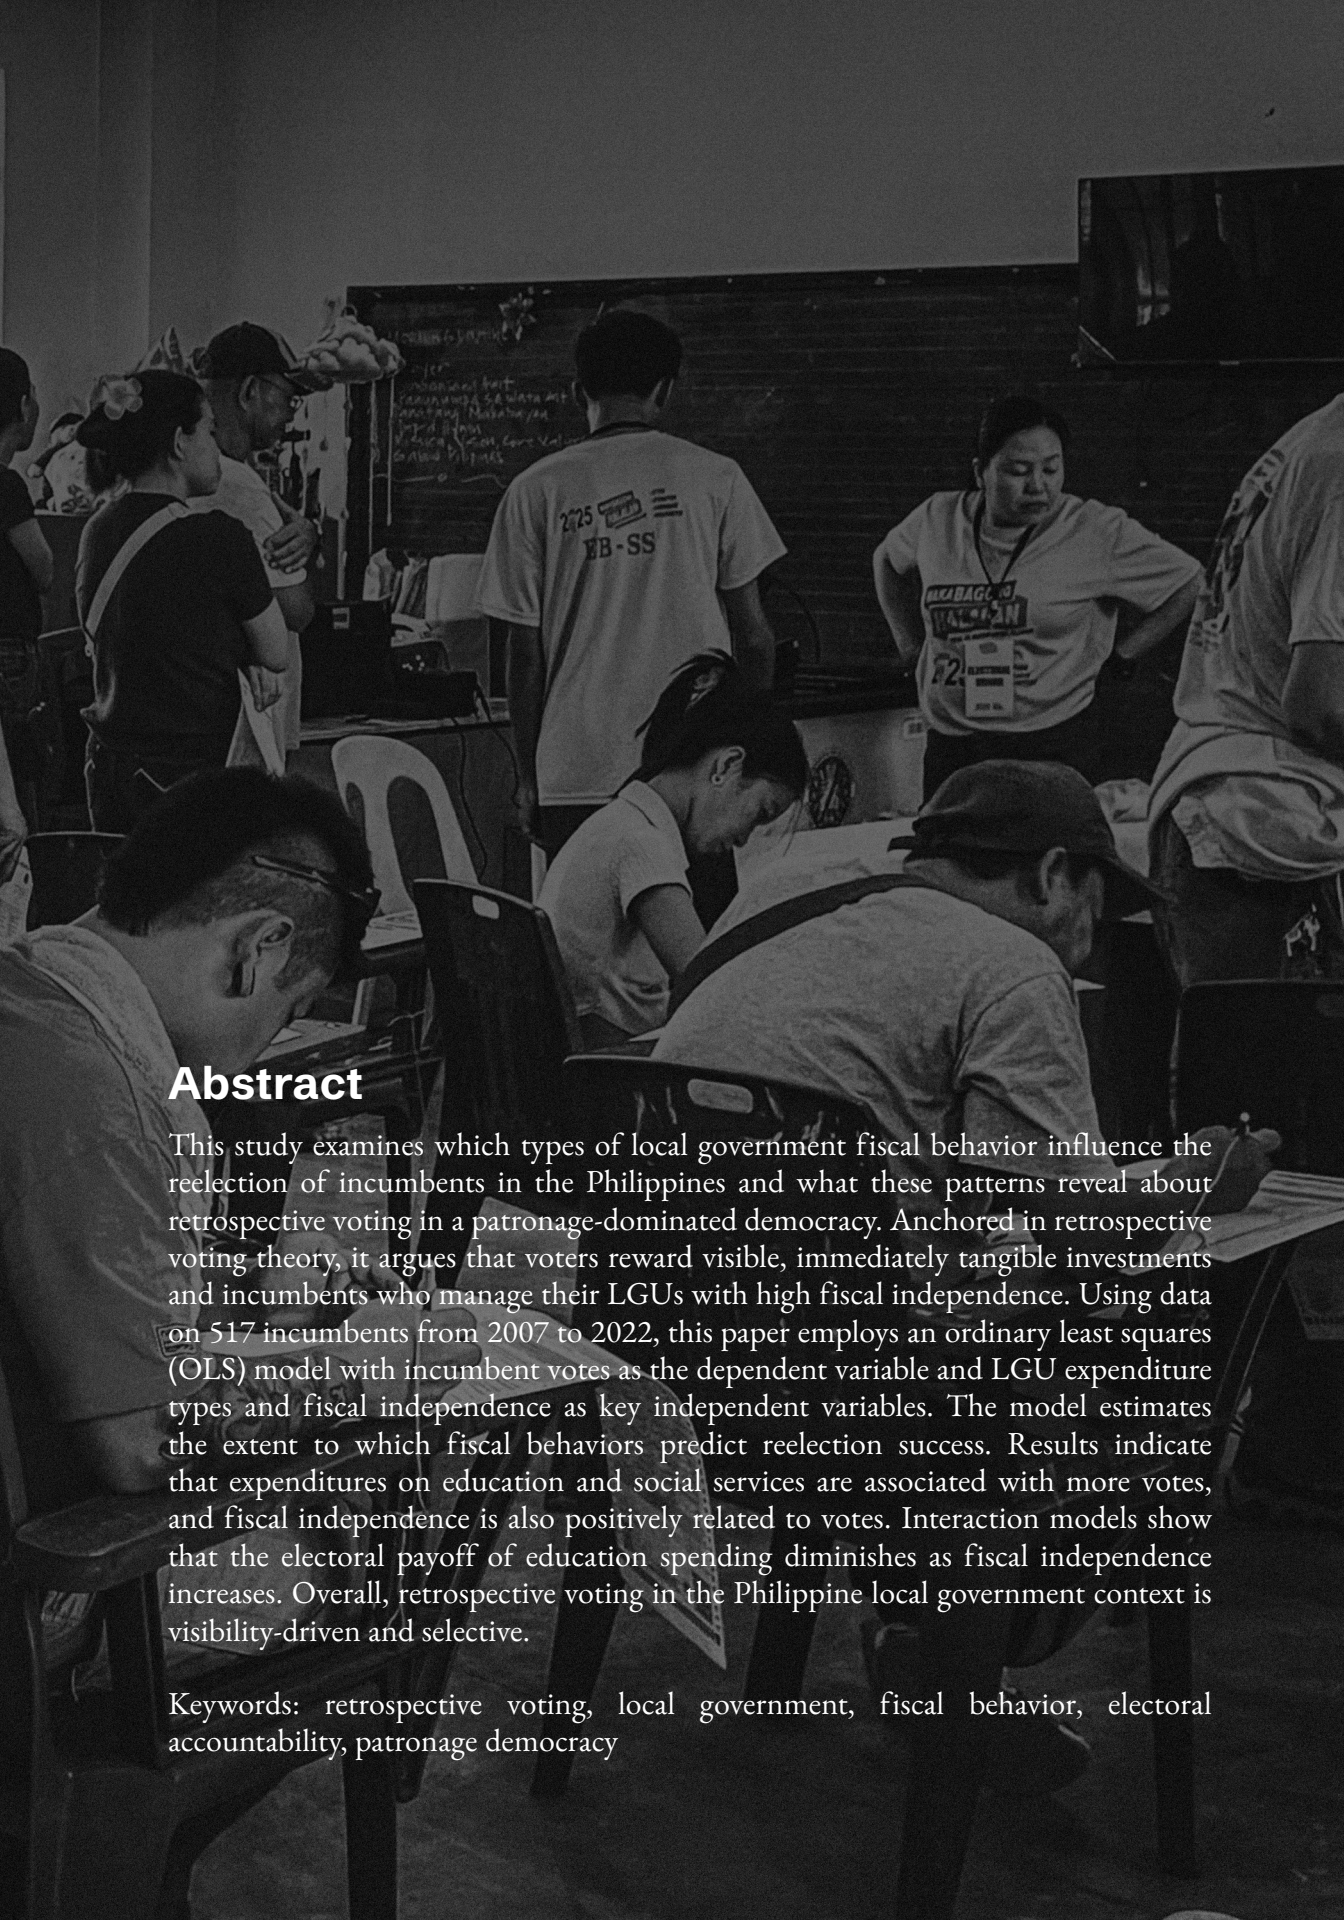 Panunumpa sa Watawat
Panatang Makabayan
2025
EB-SS
HALALAN
Abstract
This study examines which types of local government fiscal behavior influence the
reelection of incumbents in the Philippines and what these patterns reveal about
retrospective voting in a patronage-dominated democracy. Anchored in retrospective
voting theory, it argues that voters reward visible, immediately tangible investments
and incumbents who manage their LGUs with high fiscal independence. Using data
on 517 incumbents from 2007 to 2022, this paper employs an ordinary least squares
(OLS) model with incumbent votes as the dependent variable and LGU expenditure
types and fiscal independence as key independent variables. The model estimates
the extent to which fiscal behaviors predict reelection success. Results indicate
that expenditures on education and social services are associated with more votes,
and fiscal independence is also positively related to votes. Interaction models show
that the electoral payoff of education spending diminishes as fiscal independence
increases. Overall, retrospective voting in the Philippine local government context is
visibility-driven and selective.
Keywords: retrospective voting, local government, fiscal behavior, electoral
accountability, patronage democracy